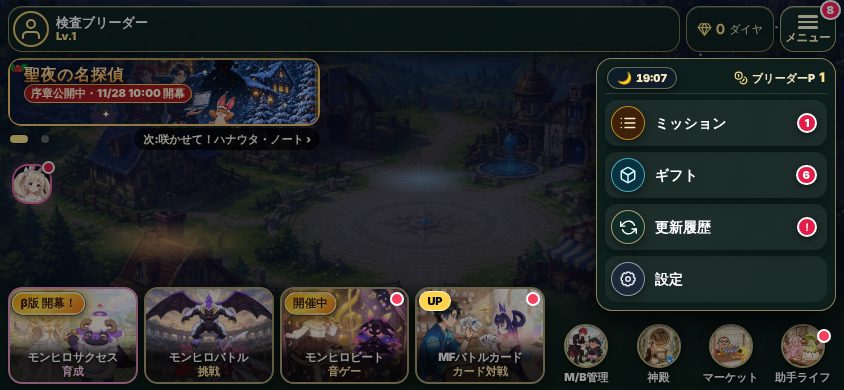 検査ブリーダー
Lv.1
0 ダイヤ
8
メニュー
聖夜の名探偵
序章公開中・11/28 10:00 開幕
次:咲かせて！ハナウタ・ノート ›
19:07
ブリーダーP 1
ミッション
1
ギフト
6
更新履歴
!
設定
β版 開幕！
モンヒロサクセス
育成
モンヒロバトル
挑戦
開催中
モンヒロビート
音ゲー
UP
MFバトルカード
カード対戦
M/B管理
神殿
マーケット
助手ライフ